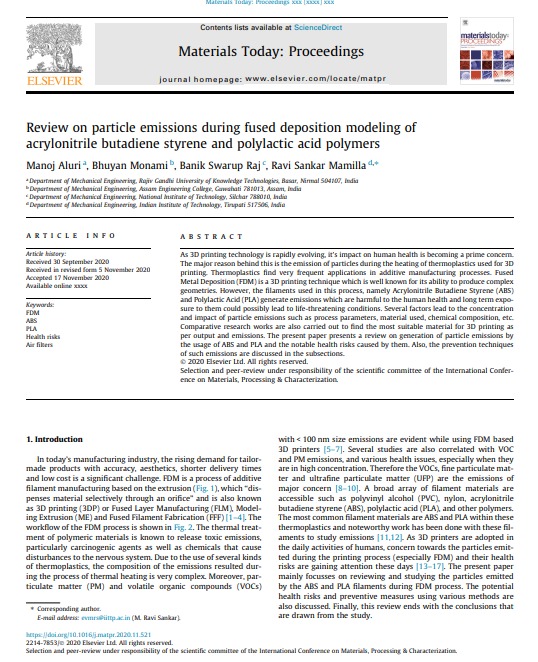 Materials Today: Proceedings xxx (xxxx) xxx
Contents lists available at ScienceDirect
Materials Today: Proceedings
journal homepage: www.elsevier.com/locate/matpr
ELSEVIER
materialstoday:
PROCEEDINGS
Review on particle emissions during fused deposition modeling of
acrylonitrile butadiene styrene and polylactic acid polymers
Manoj Aluri a, Bhuyan Monami b, Banik Swarup Raj c, Ravi Sankar Mamilla d,*
a Department of Mechanical Engineering, Rajiv Gandhi University of Knowledge Technologies, Basar, Nirmal 504107, India
b Department of Mechanical Engineering, Assam Engineering College, Guwahati 781013, Assam, India
c Department of Mechanical Engineering, National Institute of Technology, Silchar 788010, India
d Department of Mechanical Engineering, Indian Institute of Technology, Tirupati 517506, India
ARTICLE INFO
Article history:
Received 30 September 2020
Received in revised form 5 November 2020
Accepted 17 November 2020
Available online xxxx
Keywords:
FDM
ABS
PLA
Health risks
Air filters
ABSTRACT
As 3D printing technology is rapidly evolving, it's impact on human health is becoming a prime concern.
The major reason behind this is the emission of particles during the heating of thermoplastics used for 3D
printing. Thermoplastics find very frequent applications in additive manufacturing processes. Fused
Metal Deposition (FDM) is a 3D printing technique which is well known for its ability to produce complex
geometries. However, the filaments used in this process, namely Acrylonitrile Butadiene Styrene (ABS)
and Polylactic Acid (PLA) generate emissions which are harmful to the human health and long term expo-
sure to them could possibly lead to life-threatening conditions. Several factors lead to the concentration
and impact of particle emissions such as process parameters, material used, chemical composition, etc.
Comparative research works are also carried out to find the most suitable material for 3D printing as
per output and emissions. The present paper presents a review on generation of particle emissions by
the usage of ABS and PLA and the notable health risks caused by them. Also, the prevention techniques
of such emissions are discussed in the subsections.
© 2020 Elsevier Ltd. All rights reserved.
Selection and peer-review under responsibility of the scientific committee of the International Confer-
ence on Materials, Processing & Characterization.
1. Introduction
In today's manufacturing industry, the rising demand for tailor-
made products with accuracy, aesthetics, shorter delivery times
and low cost is a significant challenge. FDM is a process of additive
filament manufacturing based on the extrusion (Fig. 1), which "dis-
penses material selectively through an orifice" and is also known
as 3D printing (3DP) or Fused Layer Manufacturing (FLM), Model-
ing Extrusion (ME) and Fused Filament Fabrication (FFF) [1–4]. The
workflow of the FDM process is shown in Fig. 2. The thermal treat-
ment of polymeric materials is known to release toxic emissions,
particularly carcinogenic agents as well as chemicals that cause
disturbances to the nervous system. Due to the use of several kinds
of thermoplastics, the composition of the emissions resulted dur-
ing the process of thermal heating is very complex. Moreover, par-
ticulate matter (PM) and volatile organic compounds (VOCs)
with < 100 nm size emissions are evident while using FDM based
3D printers [5–7]. Several studies are also correlated with VOC
and PM emissions, and various health issues, especially when they
are in high concentration. Therefore the VOCs, fine particulate mat-
ter and ultrafine particulate matter (UFP) are the emissions of
major concern [8–10]. A broad array of filament materials are
accessible such as polyvinyl alcohol (PVC), nylon, acrylonitrile
butadiene styrene (ABS), polylactic acid (PLA), and other polymers.
The most common filament materials are ABS and PLA within these
thermoplastics and noteworthy work has been done with these fil-
aments to study emissions [11,12]. As 3D printers are adopted in
the daily activities of humans, concern towards the particles emit-
ted during the printing process (especially FDM) and their health
risks are gaining attention these days [13–17]. The present paper
mainly focusses on reviewing and studying the particles emitted
by the ABS and PLA filaments during FDM process. The potential
health risks and preventive measures using various methods are
also discussed. Finally, this review ends with the conclusions that
are drawn from the study.
* Corresponding author.
E-mail address: evmrs@iittp.ac.in (M. Ravi Sankar).
https://doi.org/10.1016/j.matpr.2020.11.521
2214-7853/© 2020 Elsevier Ltd. All rights reserved.
Selection and peer-review under responsibility of the scientific committee of the International Conference on Materials, Processing & Characterization.